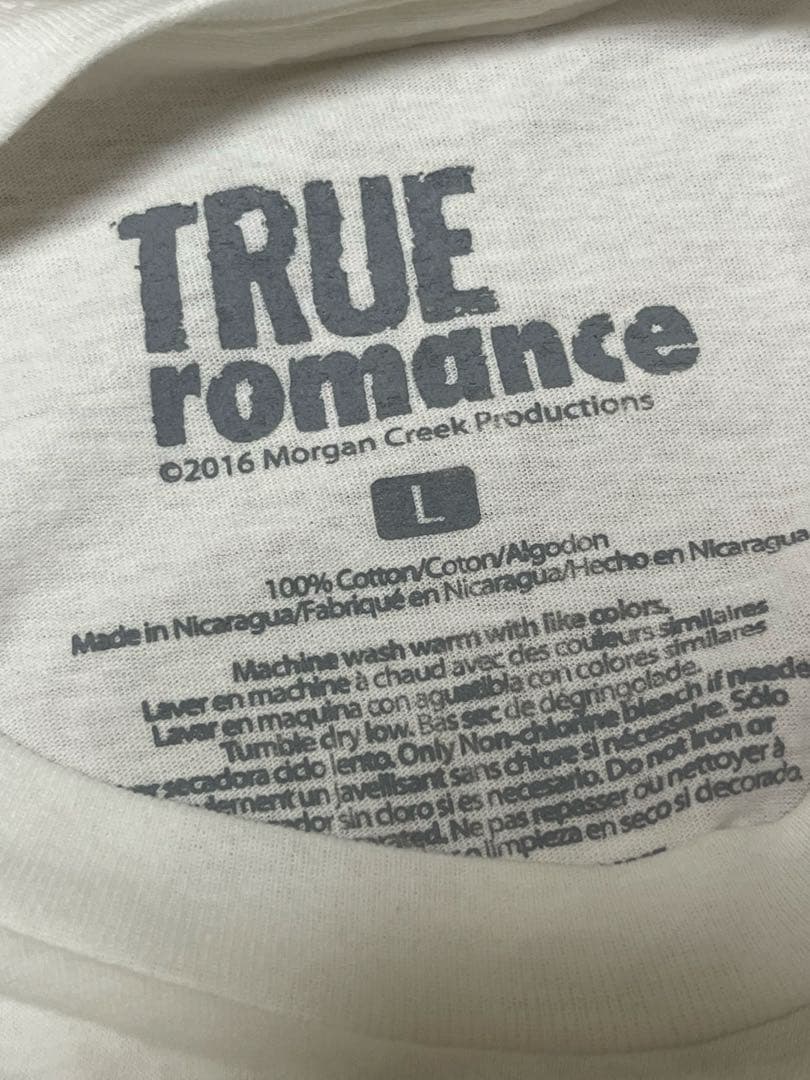 TRUE
romance
©2016 Morgan Creek Productions
L
100% Cotton/Coton/Algodon
Made in Nicaragua/Fabriqué en Nicaragua/Hecho en Nicaragua
Machine wash warm with like colors.
Laver en machine à chaud avec des couleurs similaires
Lavar en maquina con agua tibia con colores similares
Tumble dry low. Bas sec de dégringolade.
secadora ciclo lento. Only Non-chlorine bleach if
un javellisant sans chlore si nécessaire. Sólo
sin cloro si es necesario. Do not iron or
Ne pas repasser ou nettoyer à
limpieza en seco si decorado.